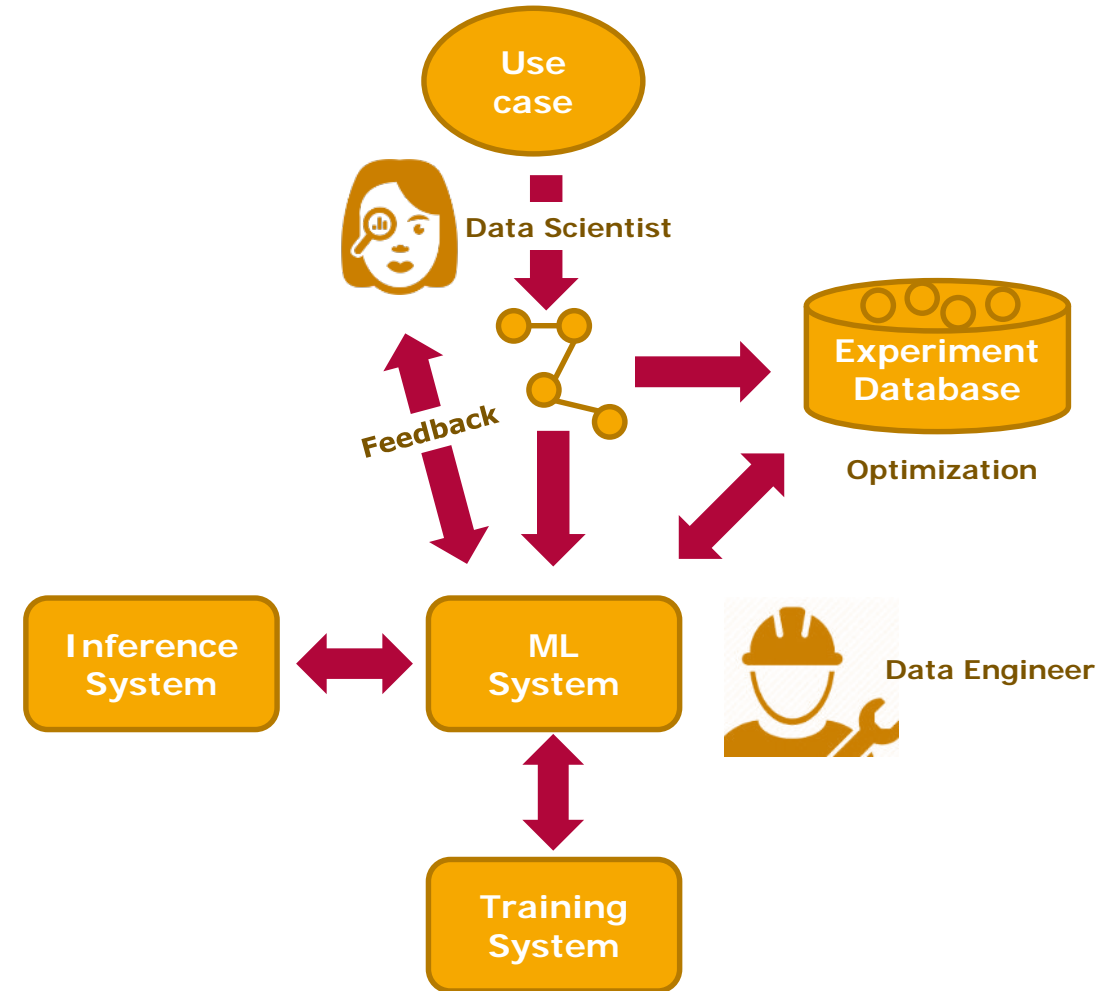 Use
case
Data Scientist
Experiment
Database
Feedback
Optimization
Inference
System
ML
System
Data Engineer
Training
System